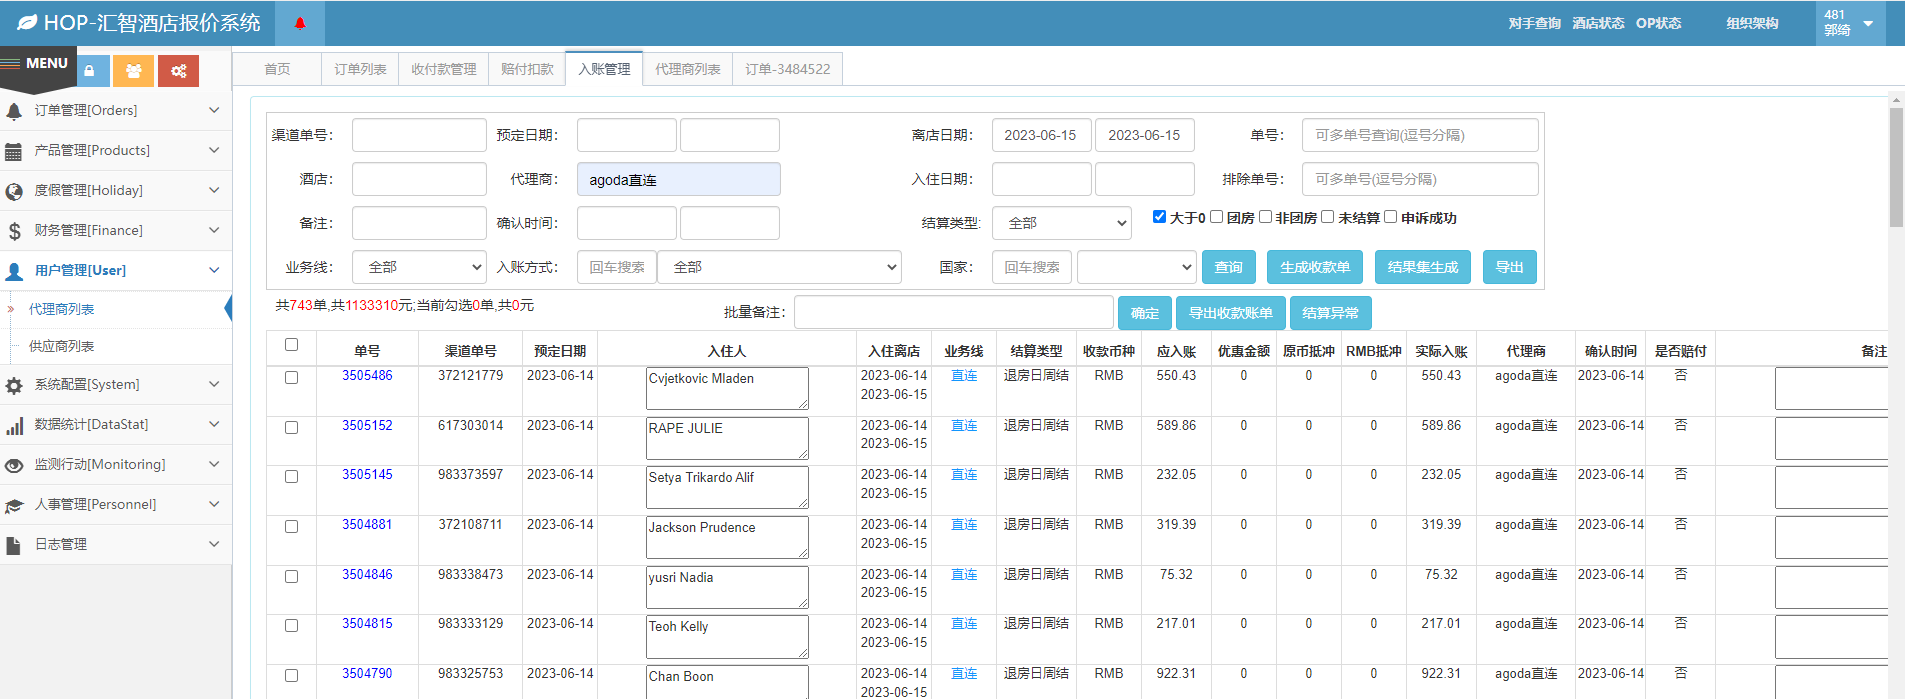 HOP-汇智酒店报价系统
对手查询 酒店状态 OP状态 组织架构 481 郭绮
MENU
首页 订单列表 收付款管理 赔付扣款 入账管理 代理商列表 订单-3484522
订单管理[Orders]
产品管理[Products]
度假管理[Holiday]
财务管理[Finance]
用户管理[User]
代理商列表
供应商列表
系统配置[System]
数据统计[DataStat]
监测行动[Monitoring]
人事管理[Personnel]
日志管理
渠道单号: 预定日期: 离店日期: 2023-06-15 2023-06-15 单号: 可多单号查询(逗号分隔)
酒店: 代理商: agoda直连 入住日期: 排除单号: 可多单号(逗号分隔)
备注: 确认时间: 结算类型: 全部 大于0 团房 非团房 未结算 申诉成功
业务线: 全部 入账方式: 回车搜索 全部 国家: 回车搜索 查询 生成收款单 结果集生成 导出
共743单,共1133310元;当前勾选0单,共0元
批量备注: 确定 导出收款账单 结算异常
单号 渠道单号 预定日期 入住人 入住离店 业务线 结算类型 收款币种 应入账 优惠金额 原币抵冲 RMB抵冲 实际入账 代理商 确认时间 是否赔付 备注
3505486 372121779 2023-06-14 Cvjetkovic Mladen 2023-06-14 2023-06-15 直连 退房日周结 RMB 550.43 0 0 0 550.43 agoda直连 2023-06-14 否
3505152 617303014 2023-06-14 RAPE JULIE 2023-06-14 2023-06-15 直连 退房日周结 RMB 589.86 0 0 0 589.86 agoda直连 2023-06-14 否
3505145 983373597 2023-06-14 Setya Trikardo Alif 2023-06-14 2023-06-15 直连 退房日周结 RMB 232.05 0 0 0 232.05 agoda直连 2023-06-14 否
3504881 372108711 2023-06-14 Jackson Prudence 2023-06-14 2023-06-15 直连 退房日周结 RMB 319.39 0 0 0 319.39 agoda直连 2023-06-14 否
3504846 983338473 2023-06-14 yusri Nadia 2023-06-14 2023-06-15 直连 退房日周结 RMB 75.32 0 0 0 75.32 agoda直连 2023-06-14 否
3504815 983333129 2023-06-14 Teoh Kelly 2023-06-14 2023-06-15 直连 退房日周结 RMB 217.01 0 0 0 217.01 agoda直连 2023-06-14 否
3504790 983325753 2023-06-14 Chan Boon 2023-06-14 2023-06-15 直连 退房日周结 RMB 922.31 0 0 0 922.31 agoda直连 2023-06-14 否